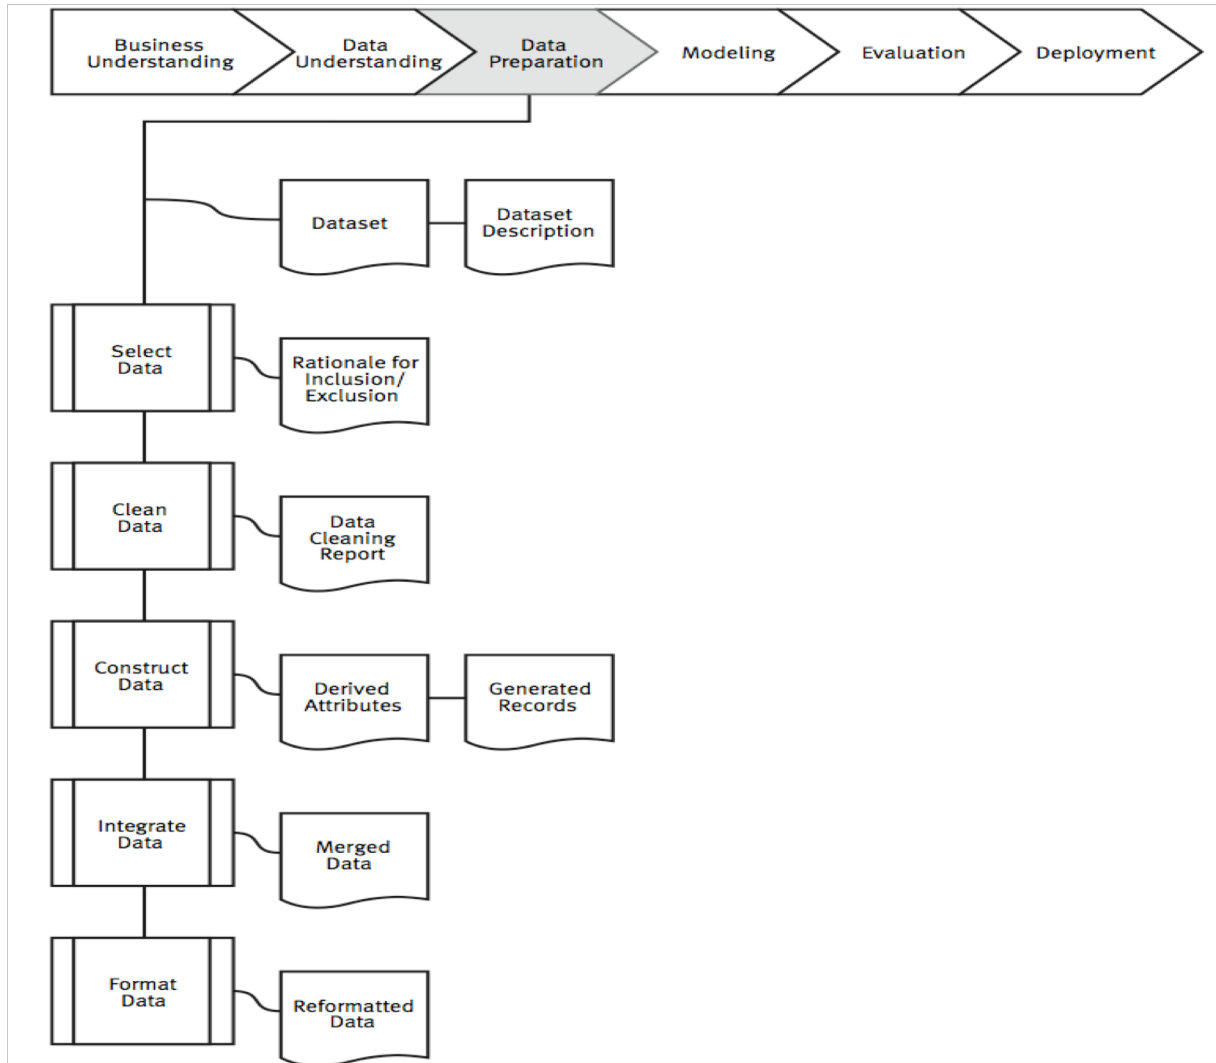 Business
Understanding
Data
Understanding
Data
Preparation
Modeling
Evaluation
Deployment
Dataset
Dataset
Description
Select
Data
Rationale for
Inclusion/
Exclusion
Clean
Data
Data
Cleaning
Report
Construct
Data
Derived
Attributes
Generated
Records
Integrate
Data
Merged
Data
Format
Data
Reformatted
Data